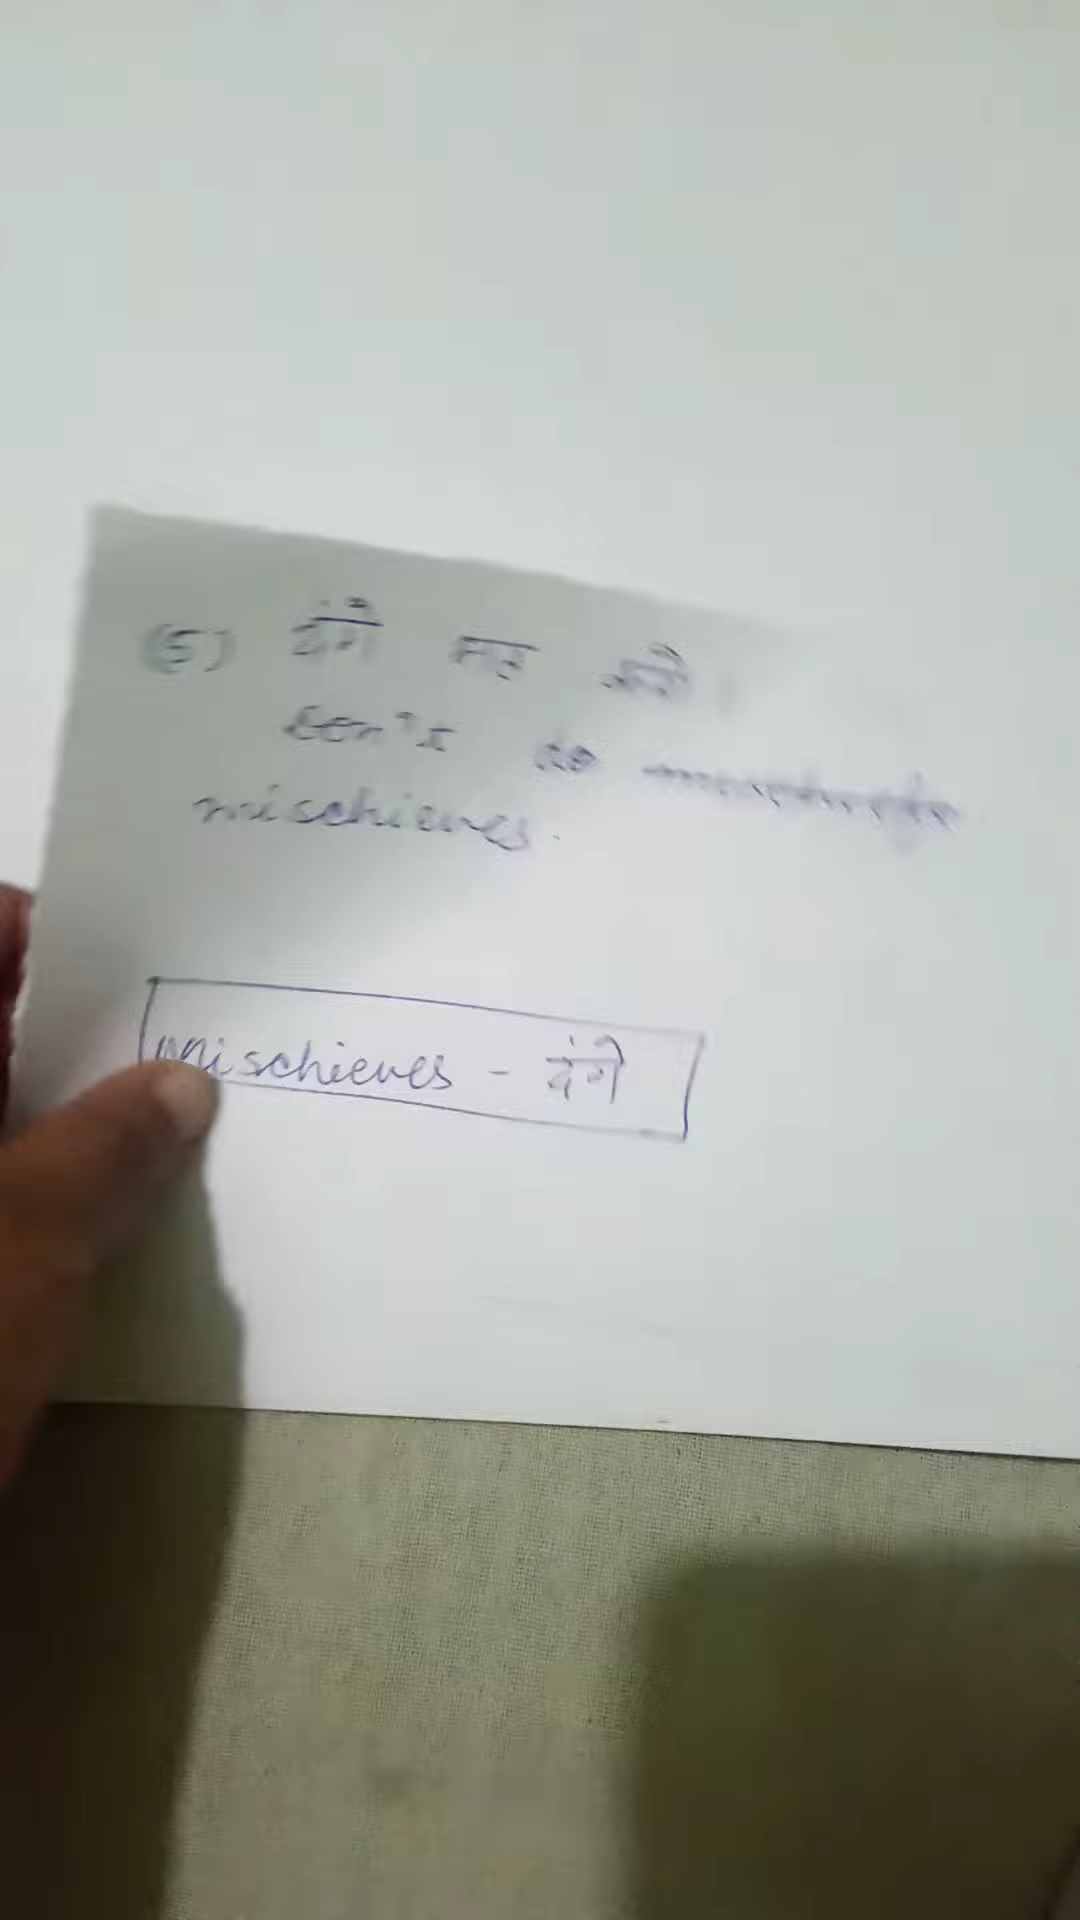 (5) दंगे मत करो।
Don't do
mischieves.
mischieves - दंगे